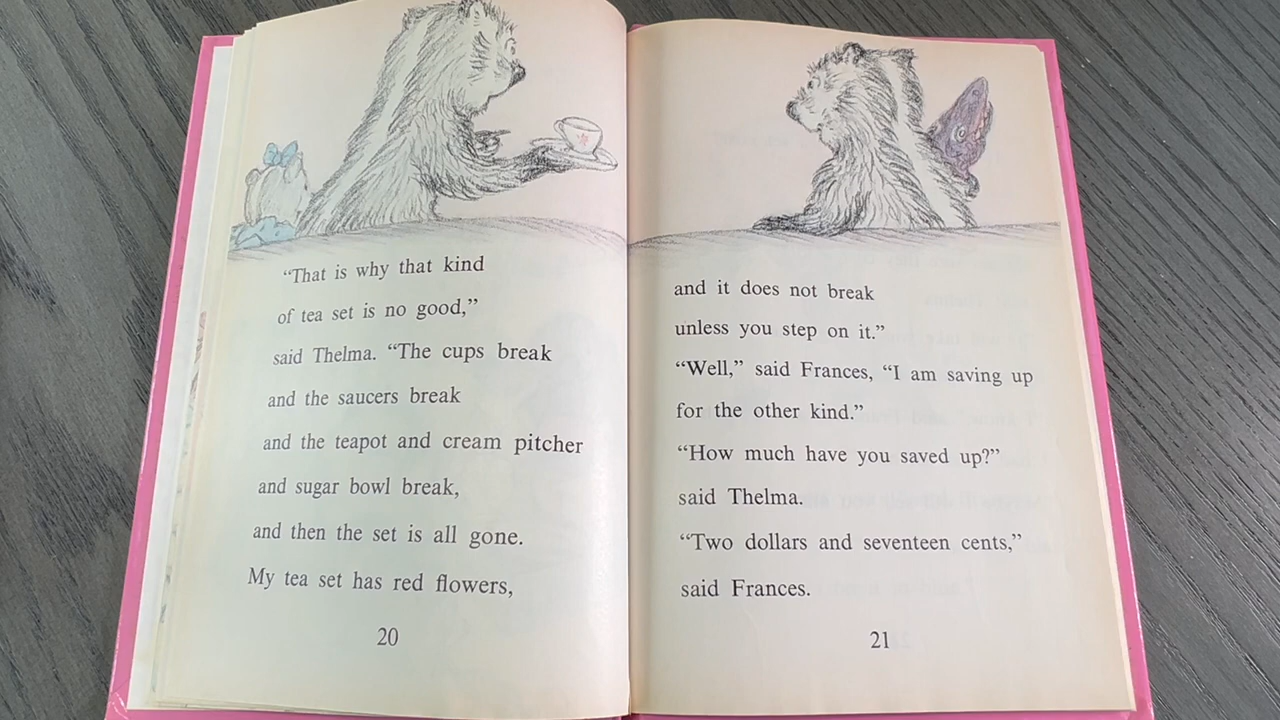 “That is why that kind
of tea set is no good,”
said Thelma. “The cups break
and the saucers break
and the teapot and cream pitcher
and sugar bowl break,
and then the set is all gone.
My tea set has red flowers,
20
and it does not break
unless you step on it.”
“Well,” said Frances, “I am saving up
for the other kind.”
“How much have you saved up?”
said Thelma.
“Two dollars and seventeen cents,”
said Frances.
21